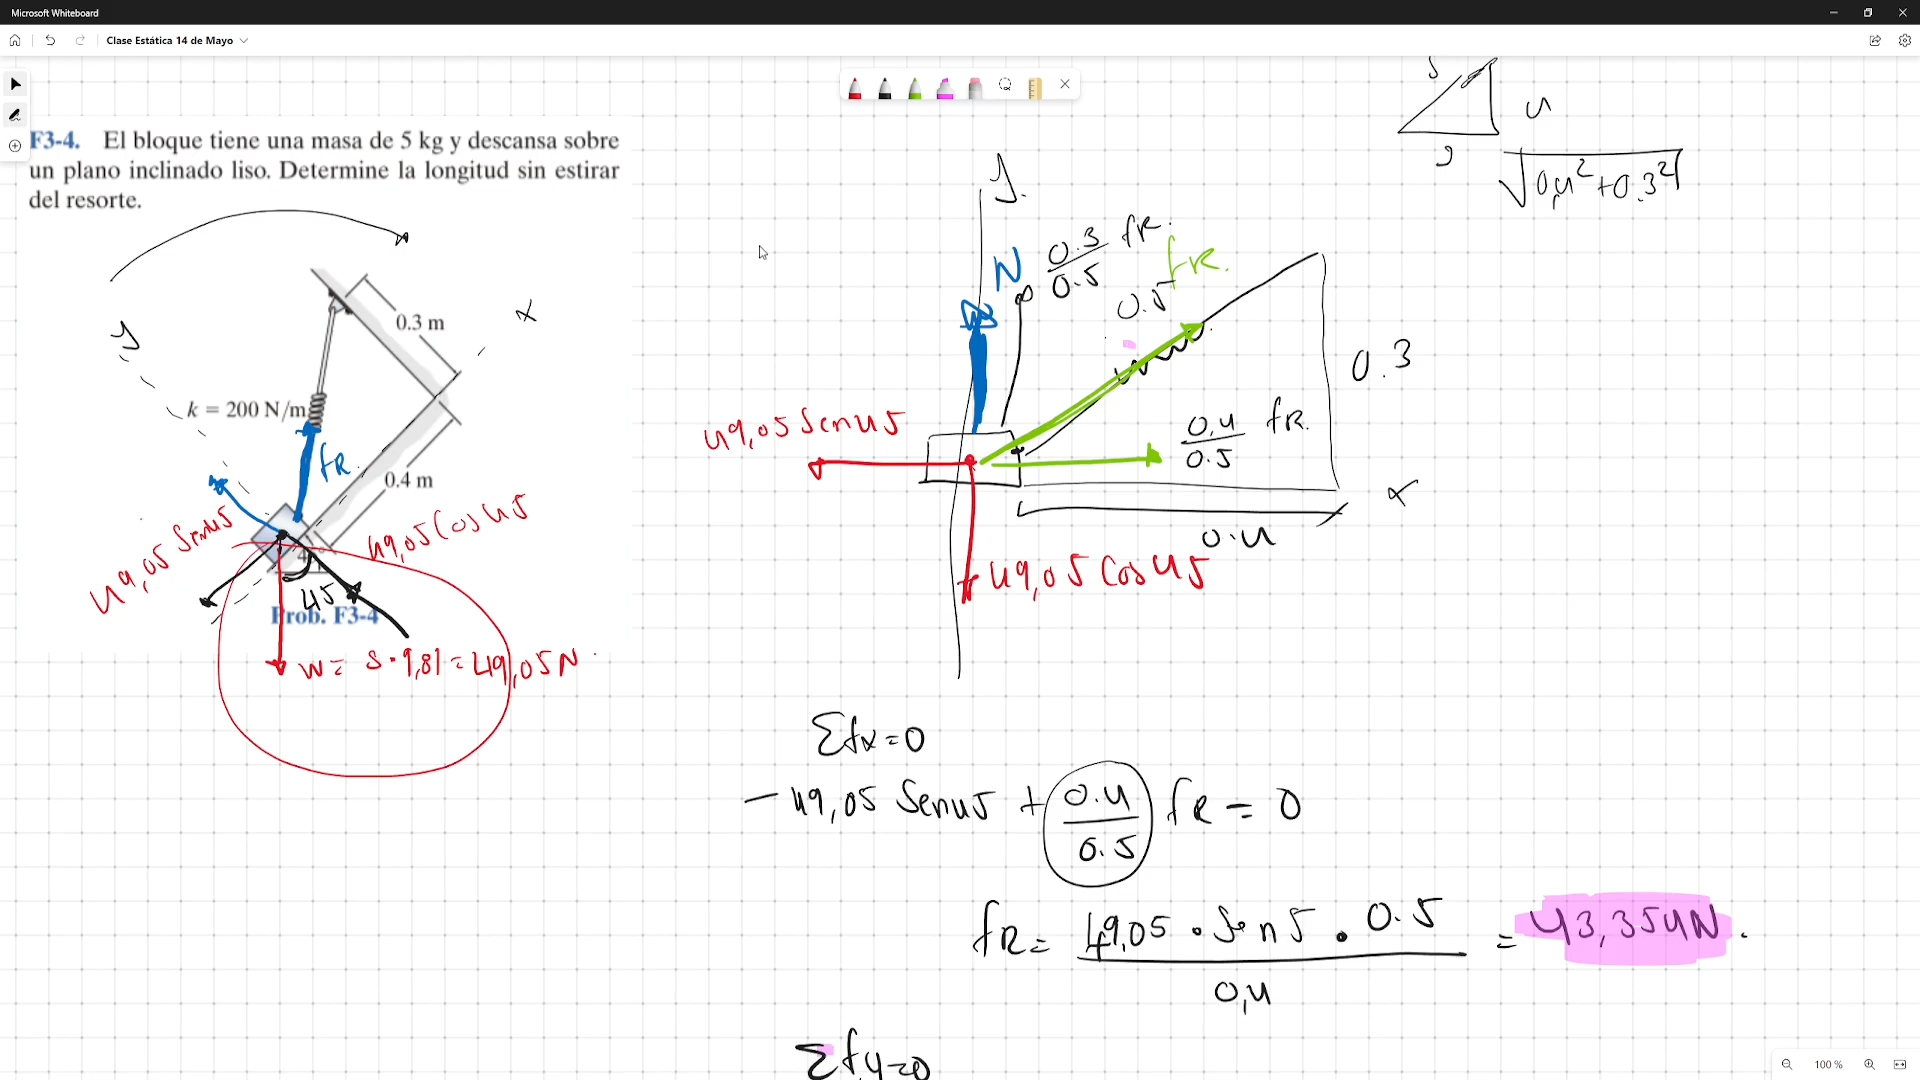 Microsoft Whiteboard
Clase Estática 14 de Mayo
F3-4. El bloque tiene una masa de 5 kg y descansa sobre
un plano inclinado liso. Determine la longitud sin estirar
del resorte.
y
x
0.3 m
k = 200 N/m
fR.
0.4 m
49,05 Sen45
49,05 Cos45
45
Prob. F3-4
W = 5 • 9,81 = 49,05N.
5
4
3
√0,4²+0.3²
y.
N
0.3/0.5 fR.
0.5
fR.
0.3
49,05 Sen45
0,4/0.5 fR.
x
0.4
49,05 Cos45
Σfx=0
- 49,05 Sen45 + 0.4/0.5 fR = 0
fR = 49,05 • Sen5 • 0.5 / 0,4 = 43,354N.
Σfy=0
100 %